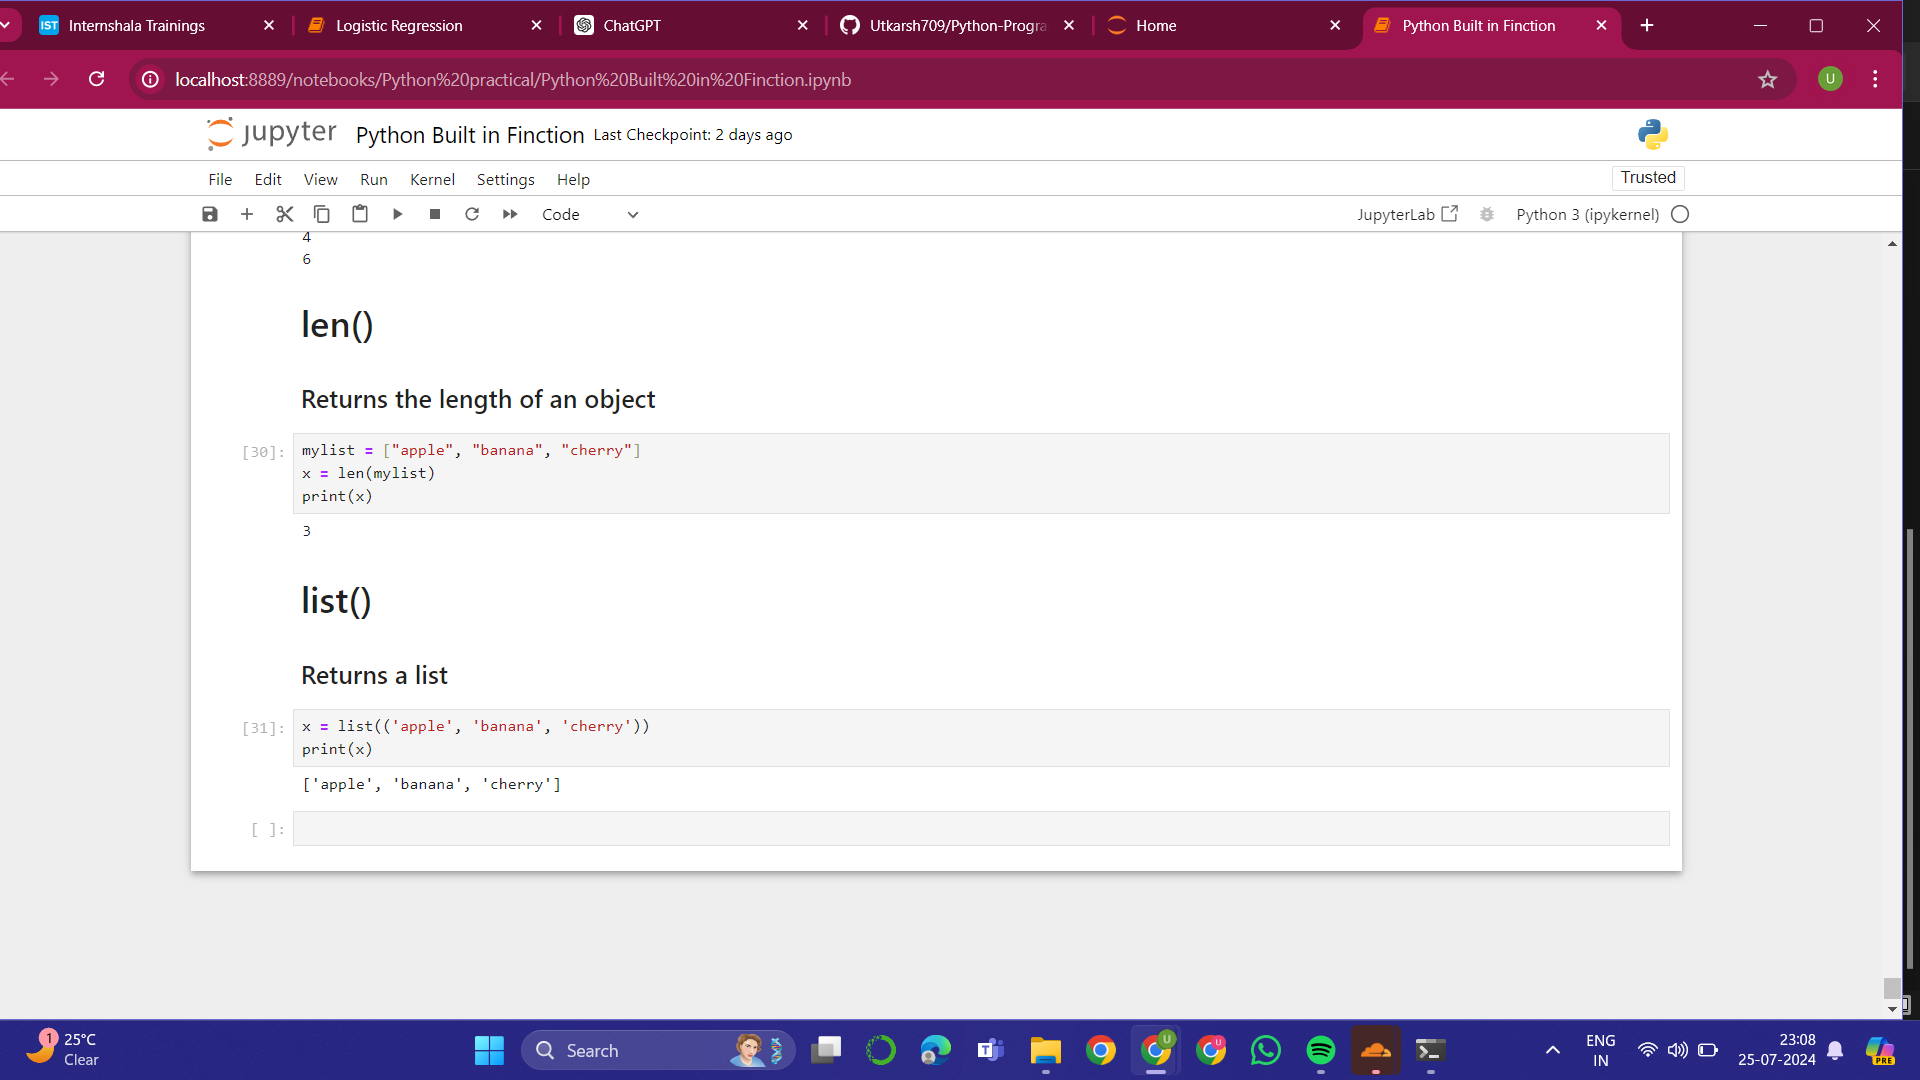 Internshala Trainings
Logistic Regression
ChatGPT
Utkarsh709/Python-Progra
Home
Python Built in Finction
localhost:8889/notebooks/Python%20practical/Python%20Built%20in%20Finction.ipynb
U
jupyter Python Built in Finction Last Checkpoint: 2 days ago
File Edit View Run Kernel Settings Help
Trusted
Code
JupyterLab
Python 3 (ipykernel)
4
6
len()
Returns the length of an object
[30]:
mylist = ["apple", "banana", "cherry"]
x = len(mylist)
print(x)
3
list()
Returns a list
[31]:
x = list(('apple', 'banana', 'cherry'))
print(x)
['apple', 'banana', 'cherry']
[ ]:
1
25°C
Clear
Search
U
U
PRE
ENG
IN
23:08
25-07-2024